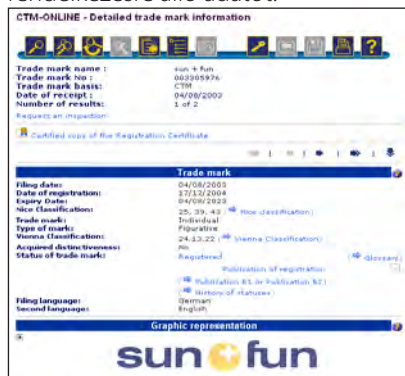 CTM-ONLINE - Detailed trade mark information
Trade mark name : sun + fun
Trade mark No : 003305976
Trade mark basis: CTM
Date of receipt : 04/08/2003
Number of results: 1 of 2
Request an inspection
Certified copy of the Registration Certificate
Trade mark
Filing date: 04/08/2003
Date of registration: 17/12/2004
Expiry Date: 04/08/2023
Nice Classification: 25, 39, 43 ( Nice classification)
Trade mark: Individual
Type of mark: Figurative
Vienna Classification: 24.13.22 ( Vienna Classification)
Acquired distinctiveness: No
Status of trade mark: Registered ( Glossary)
Publication of registration
( Publication B1 or Publication B2)
( History of statuses)
Filing language: German
Second language: English
Graphic representation
sun + fun